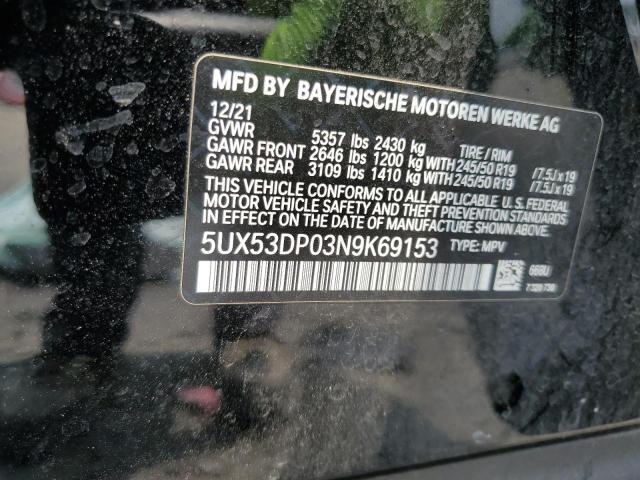 MFD BY BAYERISCHE MOTOREN WERKE AG
12/21
GVWR 5357 lbs 2430 kg TIRE / RIM
GAWR FRONT 2646 lbs 1200 kg WITH 245/50 R19 /7.5J x 19
GAWR REAR 3109 lbs 1410 kg WITH 245/50 R19 /7.5J x 19
THIS VEHICLE CONFORMS TO ALL APPLICABLE U. S. FEDERAL
MOTOR VEHICLE SAFETY AND THEFT PREVENTION STANDARDS
IN EFFECT ON THE DATE OF MANUFACTURE SHOWN ABOVE.
5UX53DP03N9K69153 TYPE: MPV
668U